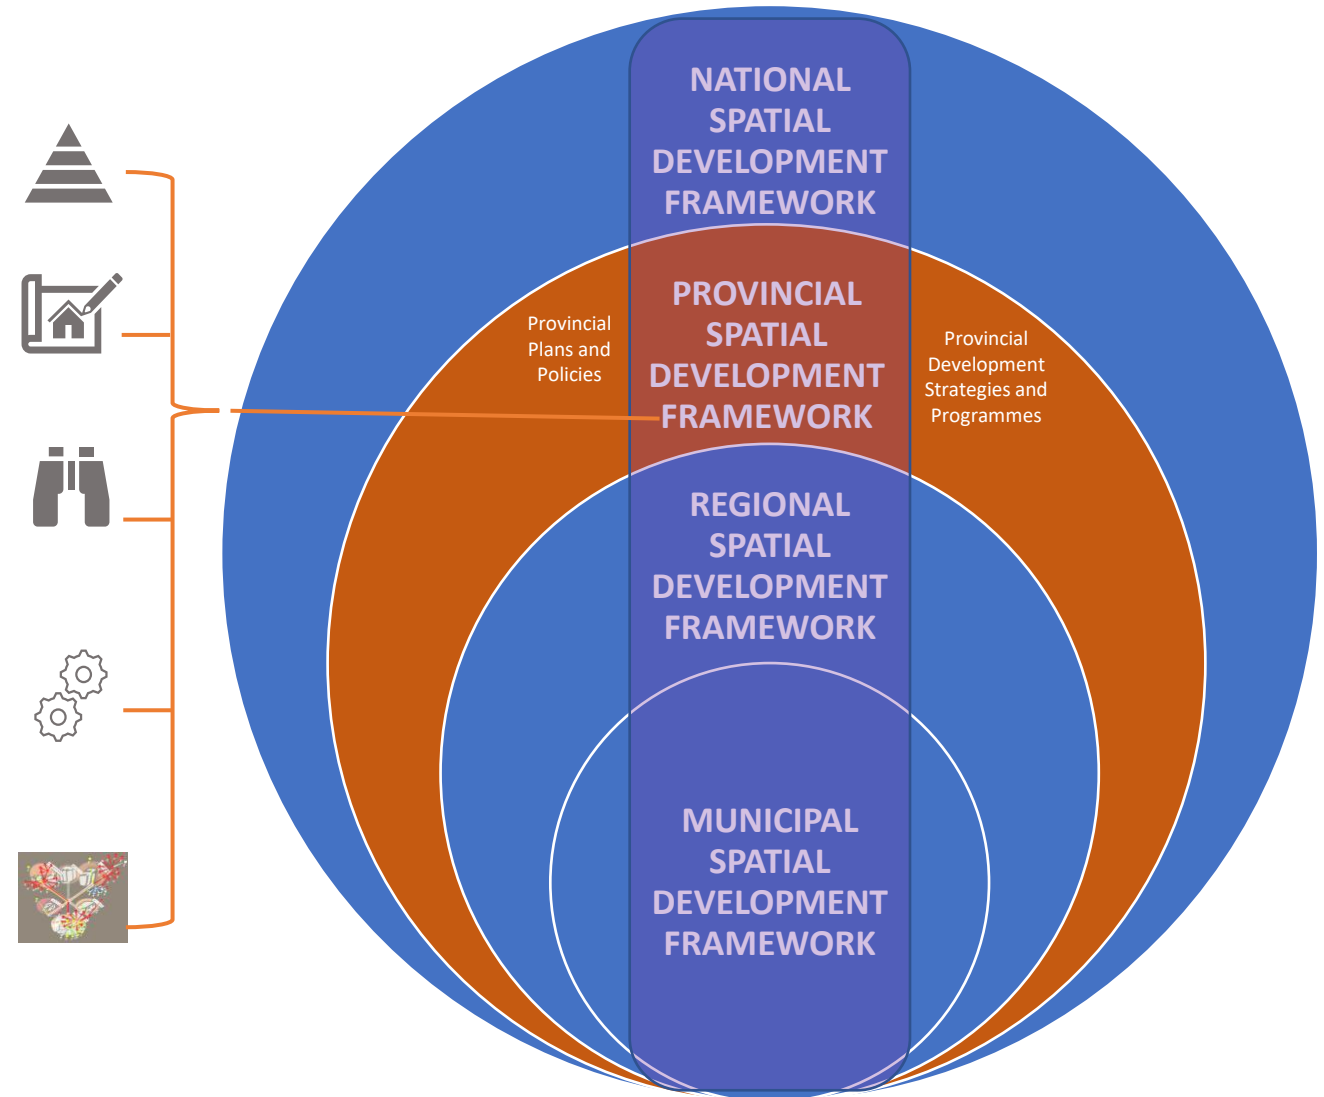 NATIONAL
SPATIAL
DEVELOPMENT
FRAMEWORK
PROVINCIAL
SPATIAL
DEVELOPMENT
FRAMEWORK
Provincial
Plans and
Policies
Provincial
Development
Strategies and
Programmes
REGIONAL
SPATIAL
DEVELOPMENT
FRAMEWORK
MUNICIPAL
SPATIAL
DEVELOPMENT
FRAMEWORK